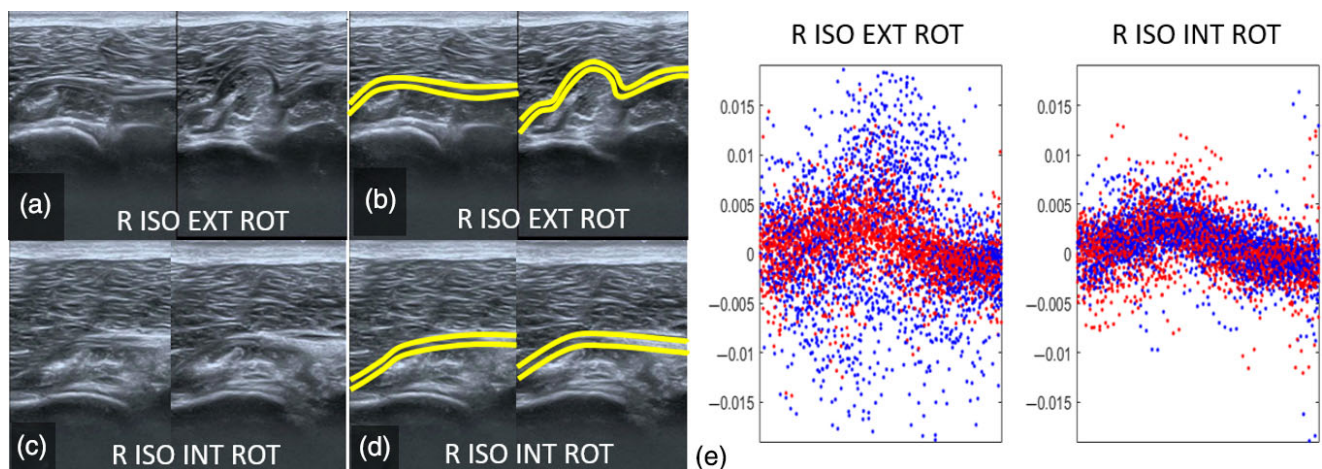 (a)
R ISO EXT ROT
(b)
R ISO EXT ROT
(c)
R ISO INT ROT
(d)
R ISO INT ROT
(e)
R ISO EXT ROT
0.015
0.01
0.005
0
−0.005
−0.01
−0.015
R ISO INT ROT
0.015
0.01
0.005
0
−0.005
−0.01
−0.015